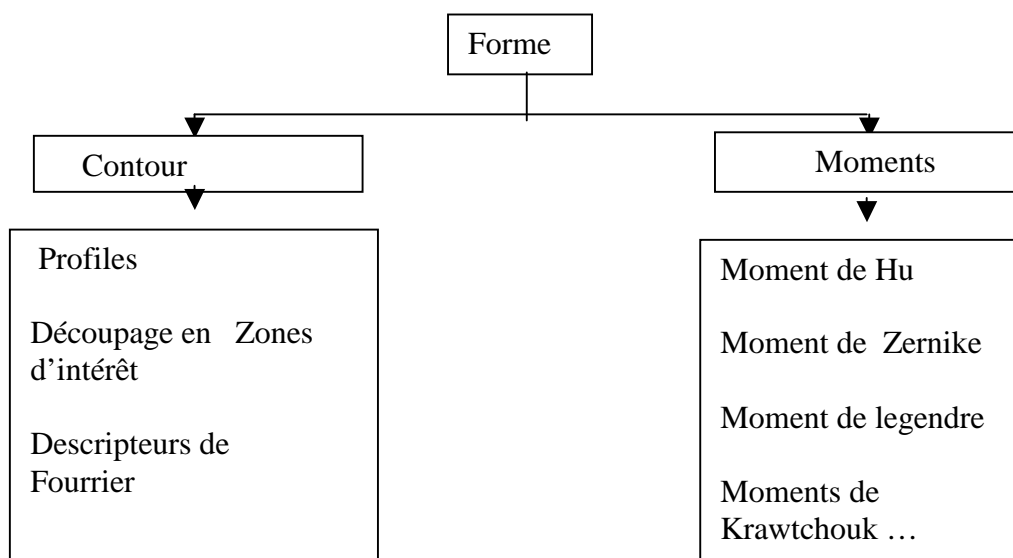 Forme
Contour
Moments
Profiles
Découpage en Zones
d’intérêt
Descripteurs de
Fourrier
Moment de Hu
Moment de Zernike
Moment de legendre
Moments de
Krawtchouk …